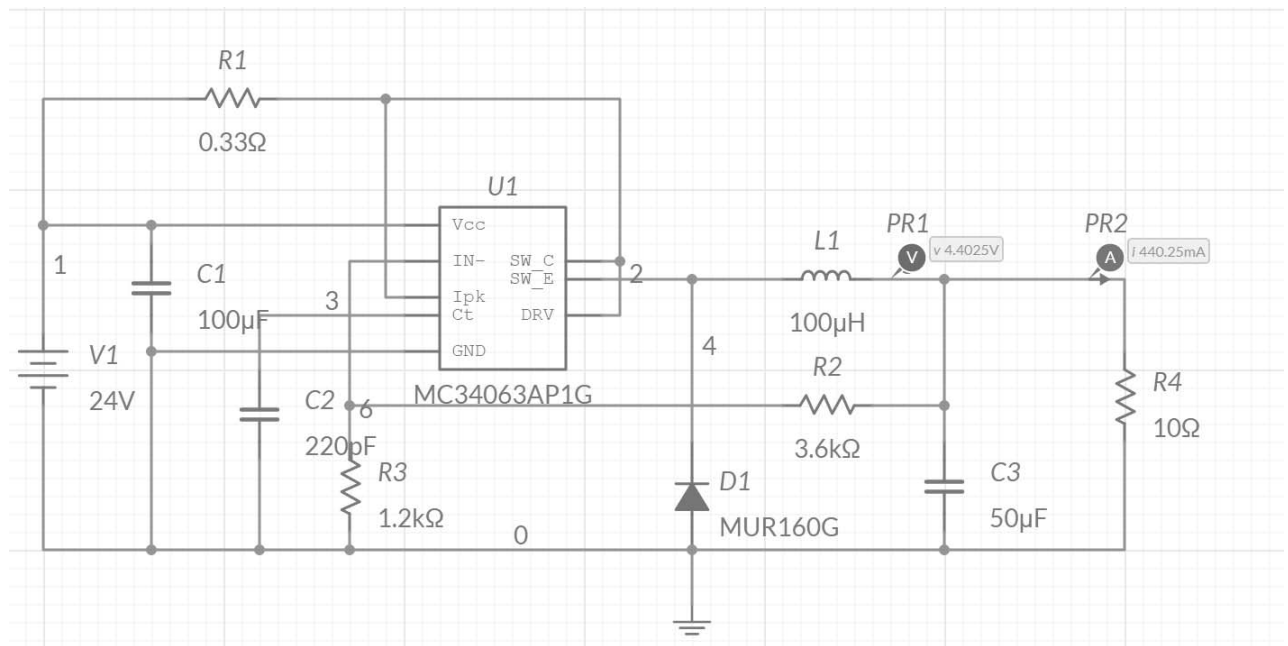 R1
0.33Ω
U1
Vcc
IN-
Ipk
Ct
GND
SW_C
SW_E
DRV
MC34063AP1G
1
C1
100μF
3
2
V1
24V
C2
220pF
6
R3
1.2kΩ
0
4
L1
100μH
PR1
V
v 4.4025V
PR2
A
i 440.25mA
R2
3.6kΩ
D1
MUR160G
C3
50μF
R4
10Ω